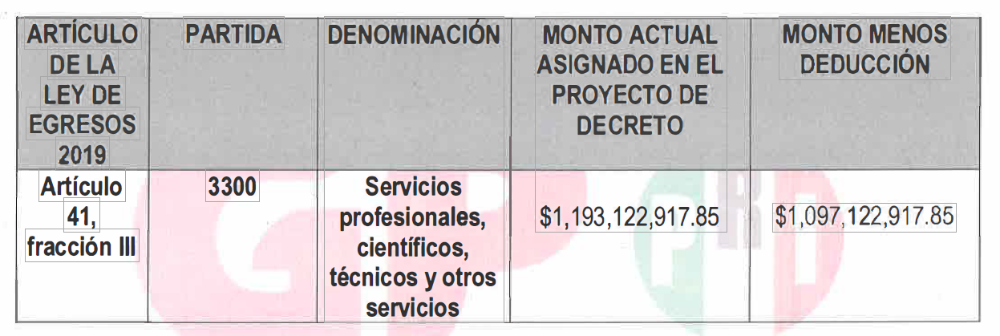 ARTÍCULO
DE LA
LEY DE
EGRESOS
2019
PARTIDA
DENOMINACIÓN
MONTO ACTUAL
ASIGNADO EN EL
PROYECTO DE
DECRETO
MONTO MENOS
DEDUCCIÓN
Artículo
41,
fracción III
3300
Servicios
profesionales,
científicos,
técnicos y otros
servicios
$1,193,122,917.85
$1,097,122,917.85
GP
PRI